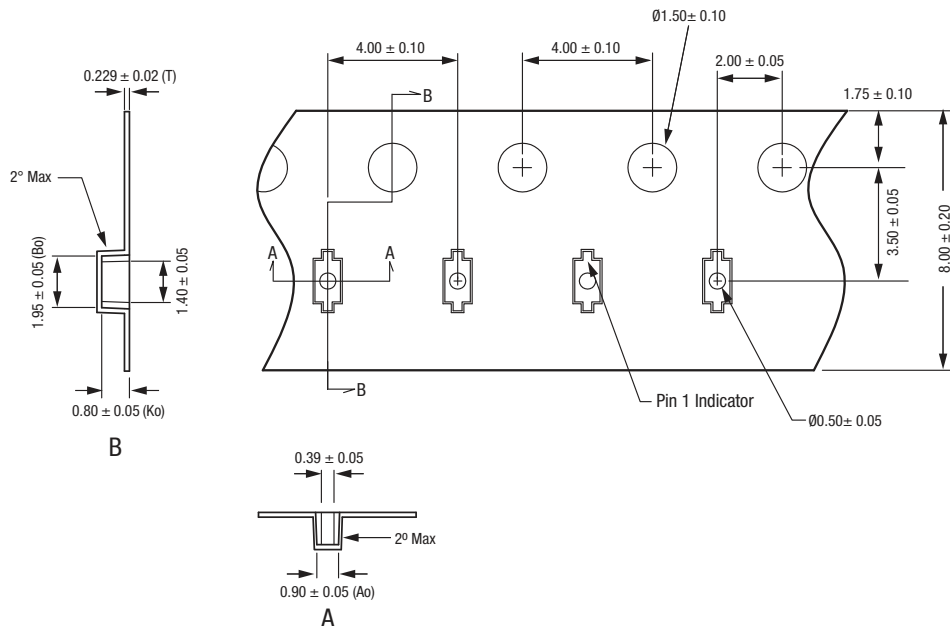 Ø1.50± 0.10
4.00 ± 0.10
4.00 ± 0.10
2.00 ± 0.05
0.229 ± 0.02 (T)
1.75 ± 0.10
B
2° Max
3.50 ± 0.05
8.00 ± 0.20
1.95 ± 0.05 (Bo)
1.40 ± 0.05
A
A
B
Pin 1 Indicator
0.80 ± 0.05 (Ko)
Ø0.50± 0.05
B
0.39 ± 0.05
2º Max
0.90 ± 0.05 (Ao)
A